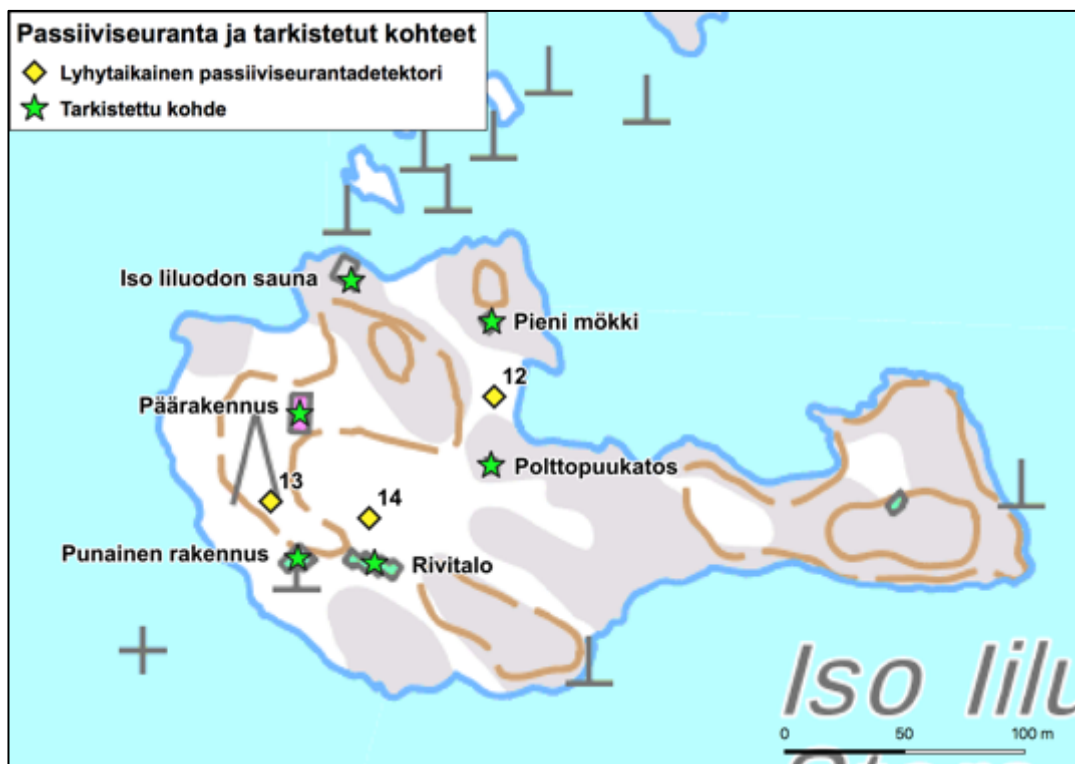 Passiiviseuranta ja tarkistetut kohteet
Lyhytaikainen passiiviseurantadetektori
Tarkistettu kohde
Iso Iiluodon sauna
Pieni mökki
12
Päärakennus
Polttopuukatos
13
14
Punainen rakennus
Rivitalo
Iso Iilu
0 50 100 m